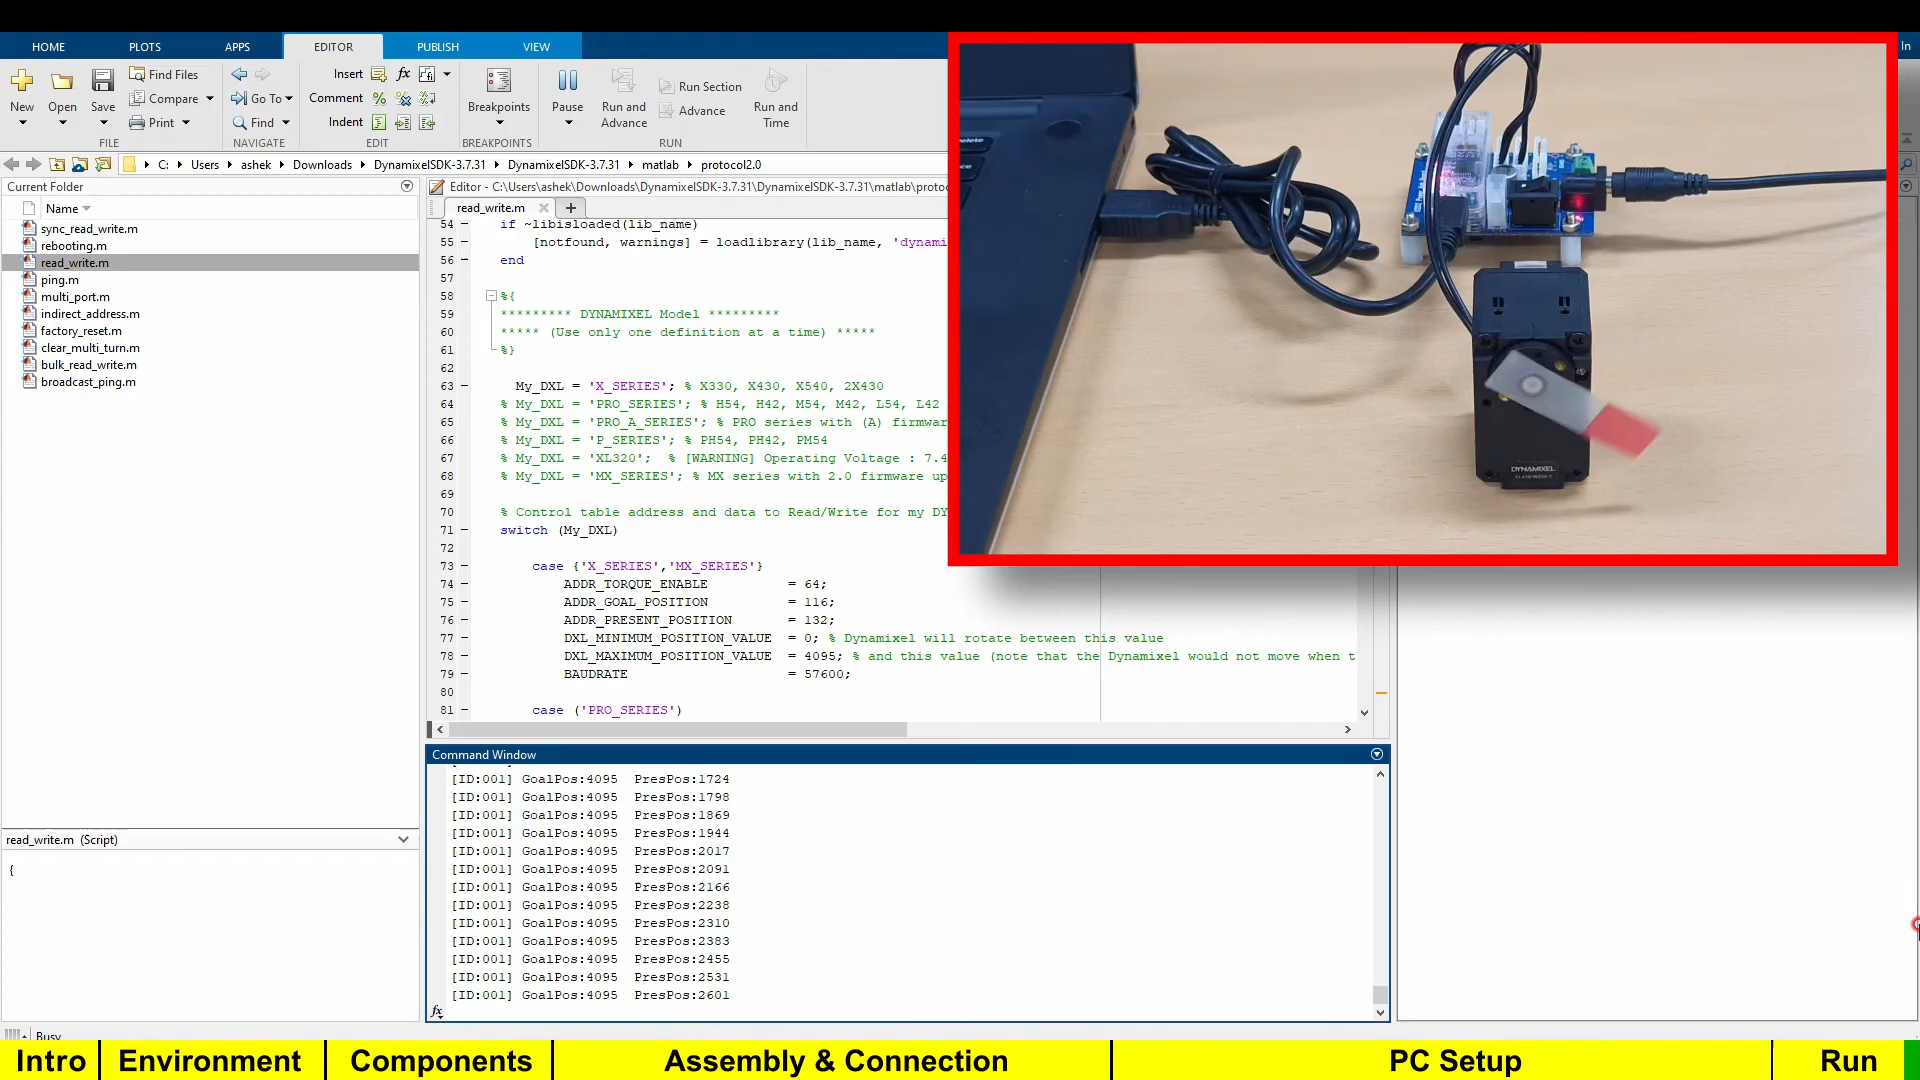 HOME PLOTS APPS EDITOR PUBLISH VIEW
In
New
Open
Save
Find Files
Compare
Print
FILE
Go To
Find
NAVIGATE
Insert
fx
Comment
Indent
EDIT
Breakpoints
BREAKPOINTS
Pause
Run and
Advance
Run Section
Advance
Run and
Time
RUN
C: Users ashek Downloads DynamixelSDK-3.7.31 DynamixelSDK-3.7.31 matlab protocol2.0
Current Folder
Name
sync_read_write.m
rebooting.m
read_write.m
ping.m
multi_port.m
indirect_address.m
factory_reset.m
clear_multi_turn.m
bulk_read_write.m
broadcast_ping.m
read_write.m (Script)
{
Editor - C:\Users\ashek\Downloads\DynamixelSDK-3.7.31\DynamixelSDK-3.7.31\matlab\protoc
read_write.m
54 if ~libisloaded(lib_name)
55 [notfound, warnings] = loadlibrary(lib_name, 'dynami
56 end
57
58 %{
59 ********* DYNAMIXEL Model *********
60 ***** (Use only one definition at a time) *****
61 %}
62
63 My_DXL = 'X_SERIES'; % X330, X430, X540, 2X430
64 % My_DXL = 'PRO_SERIES'; % H54, H42, M54, M42, L54, L42
65 % My_DXL = 'PRO_A_SERIES'; % PRO series with (A) firmwar
66 % My_DXL = 'P_SERIES'; % PH54, PH42, PM54
67 % My_DXL = 'XL320'; % [WARNING] Operating Voltage : 7.4
68 % My_DXL = 'MX_SERIES'; % MX series with 2.0 firmware up
69
70 % Control table address and data to Read/Write for my DY
71 switch (My_DXL)
72
73 case {'X_SERIES','MX_SERIES'}
74 ADDR_TORQUE_ENABLE = 64;
75 ADDR_GOAL_POSITION = 116;
76 ADDR_PRESENT_POSITION = 132;
77 DXL_MINIMUM_POSITION_VALUE = 0; % Dynamixel will rotate between this value
78 DXL_MAXIMUM_POSITION_VALUE = 4095; % and this value (note that the Dynamixel would not move when t
79 BAUDRATE = 57600;
80
81 case ('PRO_SERIES')
DYNAMIXEL
Command Window
[ID:001] GoalPos:4095 PresPos:1724
[ID:001] GoalPos:4095 PresPos:1798
[ID:001] GoalPos:4095 PresPos:1869
[ID:001] GoalPos:4095 PresPos:1944
[ID:001] GoalPos:4095 PresPos:2017
[ID:001] GoalPos:4095 PresPos:2091
[ID:001] GoalPos:4095 PresPos:2166
[ID:001] GoalPos:4095 PresPos:2238
[ID:001] GoalPos:4095 PresPos:2310
[ID:001] GoalPos:4095 PresPos:2383
[ID:001] GoalPos:4095 PresPos:2455
[ID:001] GoalPos:4095 PresPos:2531
[ID:001] GoalPos:4095 PresPos:2601
fx
Busy
Intro Environment Components Assembly & Connection PC Setup Run